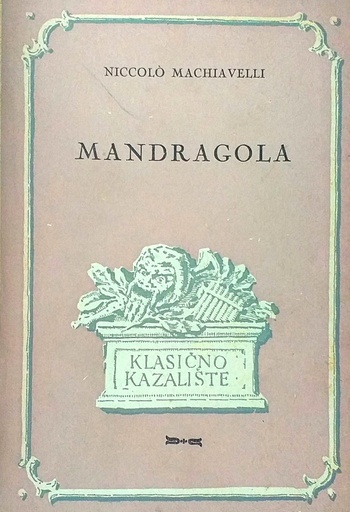 NICCOLÒ MACHIAVELLI
MANDRAGOLA
KLASIČNO
KAZALIŠTE